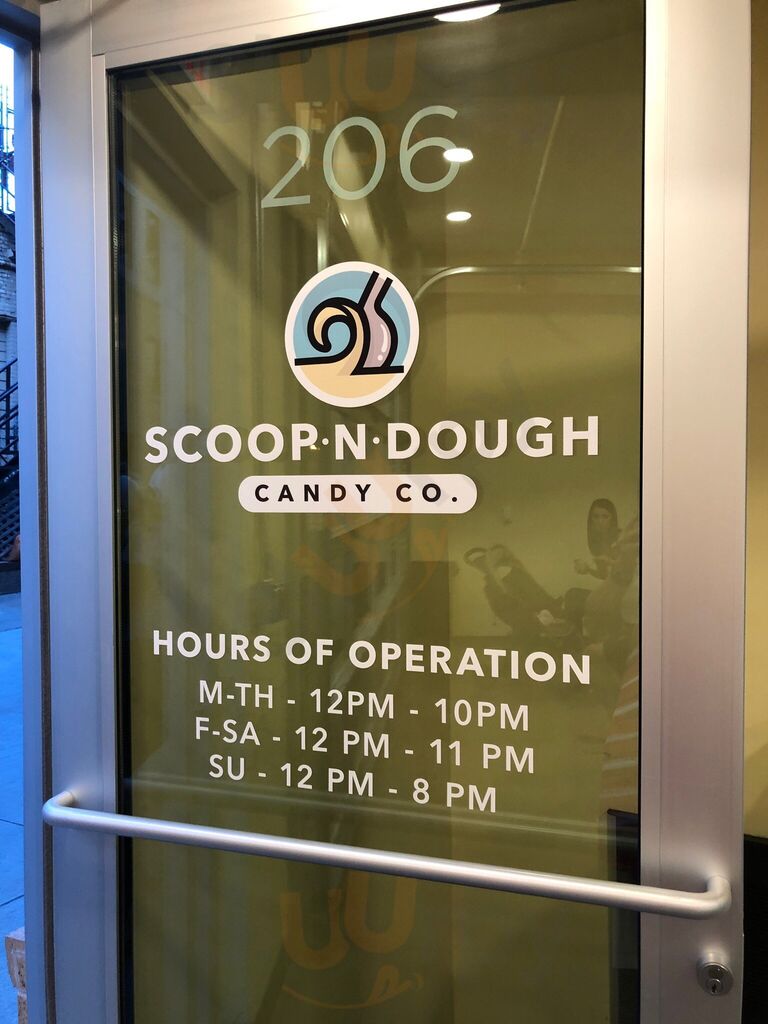 206
SCOOP·N·DOUGH
CANDY CO.
HOURS OF OPERATION
M-TH - 12PM - 10PM
F-SA - 12 PM - 11 PM
SU - 12 PM - 8 PM